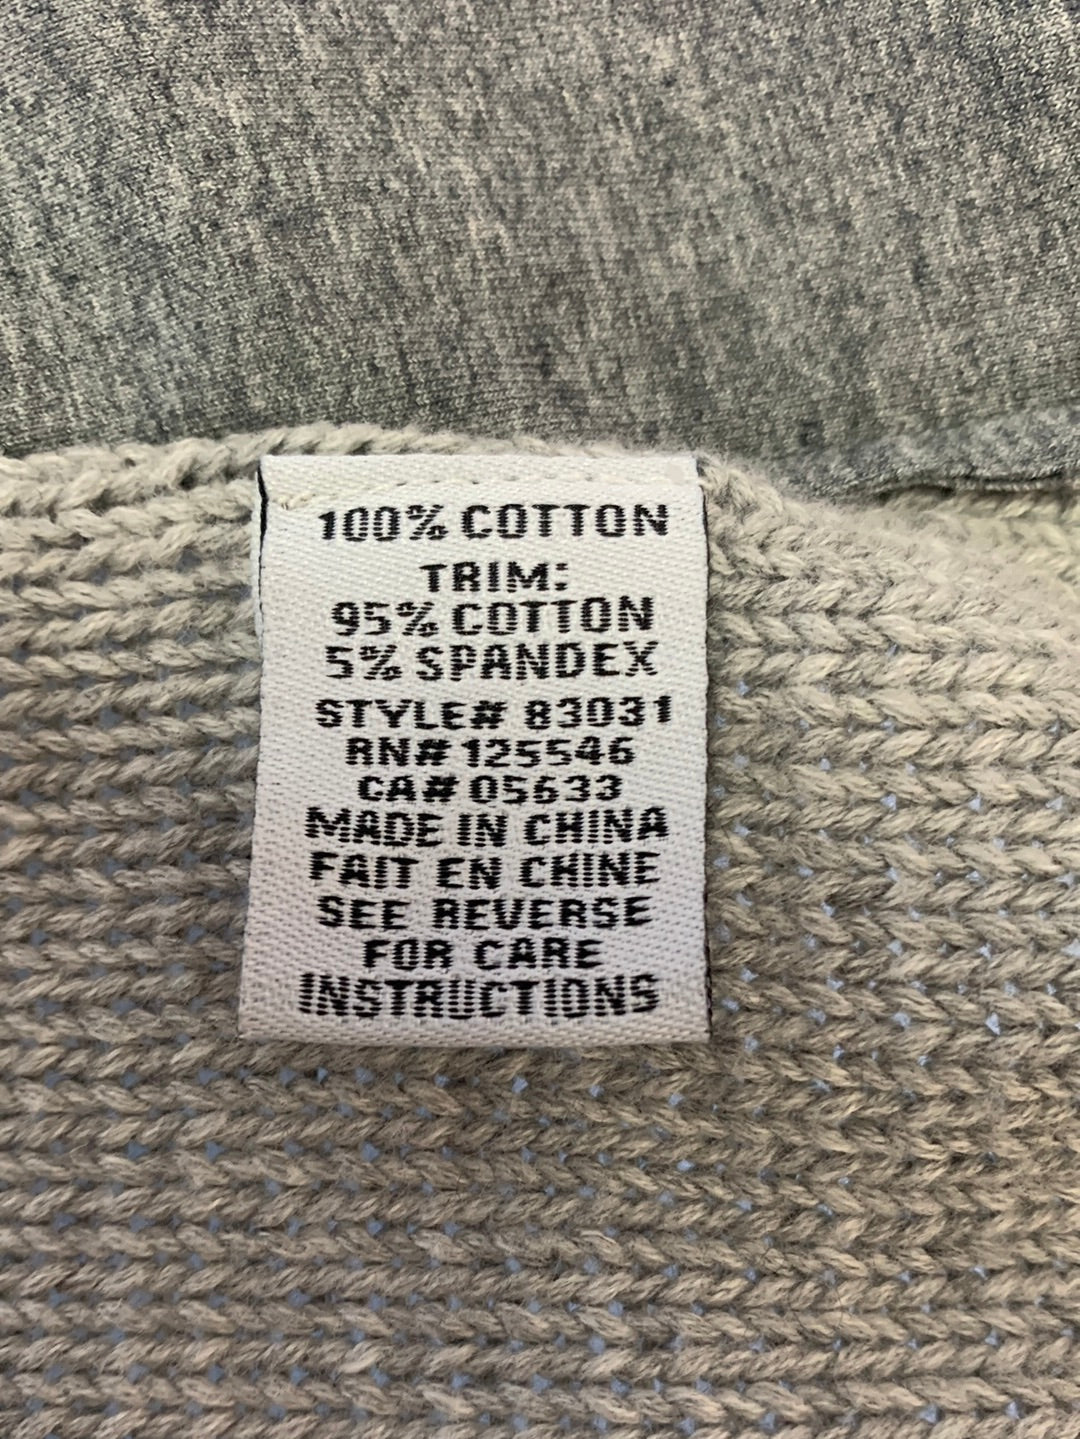 100% COTTON
TRIM:
95% COTTON
5% SPANDEX
STYLE# 83031
RN# 125546
CA# 05633
MADE IN CHINA
FAIT EN CHINE
SEE REVERSE
FOR CARE
INSTRUCTIONS